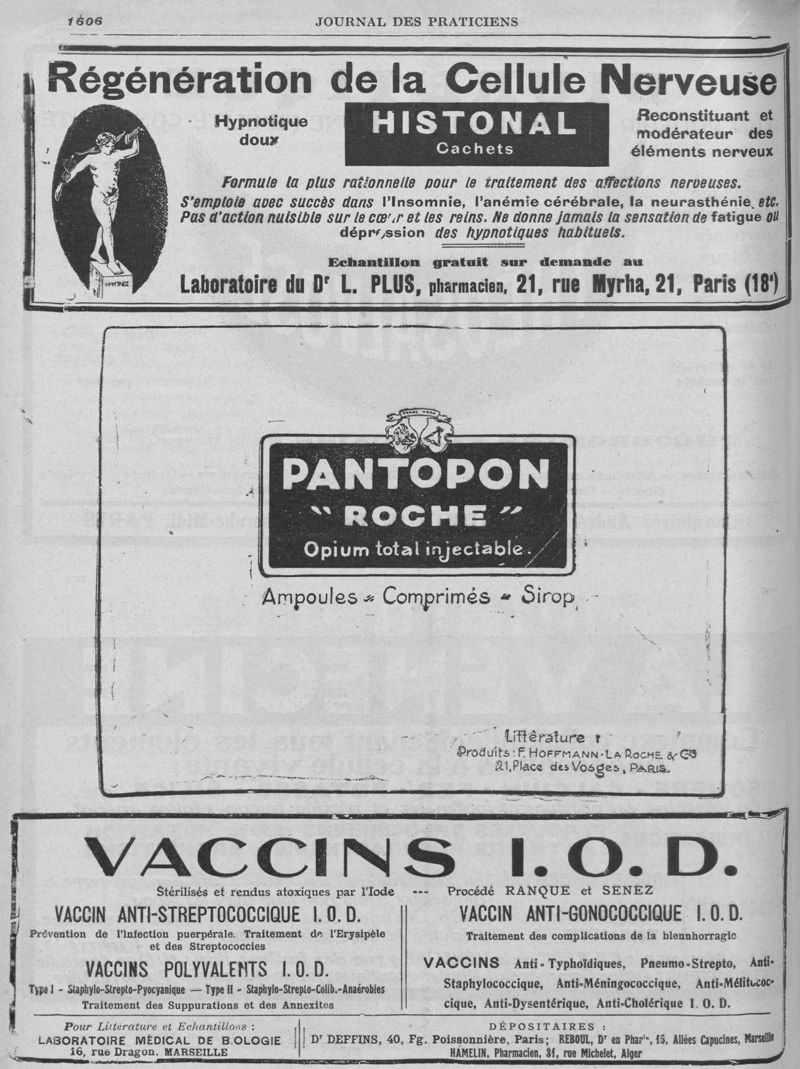 1606
JOURNAL DES PRATICIENS
Régénération de la Cellule Nerveuse
Hypnotique
doux
HISTONAL
Cachets
Reconstituant et
modérateur des
éléments nerveux
Formule la plus rationnelle pour le traitement des affections nerveuses.
S'emploie avec succès dans l'Insomnie, l'anémie cérébrale, la neurasthénie, etc.
Pas d'action nuisible sur le cœur et les reins. Ne donne jamais la sensation de fatigue ou
dépression des hypnotiques habituels.
Echantillon gratuit sur demande au
Laboratoire du Dr L. PLUS, pharmacien, 21, rue Myrha, 21, Paris (18e)
PANTOPON
"ROCHE"
Opium total injectable.
Ampoules - Comprimés - Sirop
Littérature :
Produits : F. HOFFMANN-LA ROCHE & Cie
21, Place des Vosges, PARIS.
VACCINS I.O.D.
Stérilisés et rendus atoxiques par l'Iode --- Procédé RANQUE et SENEZ
VACCIN ANTI-STREPTOCOCCIQUE I. O. D.
Prévention de l'Infection puerpérale. Traitement de l'Erysipèle
et des Streptococcies
VACCINS POLYVALENTS I. O. D.
Type I - Staphylo-Strepto-Pyocyanique — Type II - Staphylo-Strepto-Colib.-Anaérobies
Traitement des Suppurations et des Annexites
VACCIN ANTI-GONOCOCCIQUE I. O. D.
Traitement des complications de la blennhorragie
VACCINS Anti-Typhoïdiques, Pneumo-Strepto, Anti-
Staphylococcique, Anti-Méningococcique, Anti-Mélitococ-
cique, Anti-Dysentérique, Anti-Cholérique I. O. D.
Pour Littérature et Echantillons :
LABORATOIRE MÉDICAL DE BIOLOGIE
16, rue Dragon. MARSEILLE
DÉPOSITAIRES :
Dr DEFFINS, 40, Fg. Poissonnière, Paris; REBOUL, Dr en Phar<sup>ie</sup>, 15, Allées Capucines, Marseille
HAMELIN, Pharmacien, 31, rue Michelet, Alger